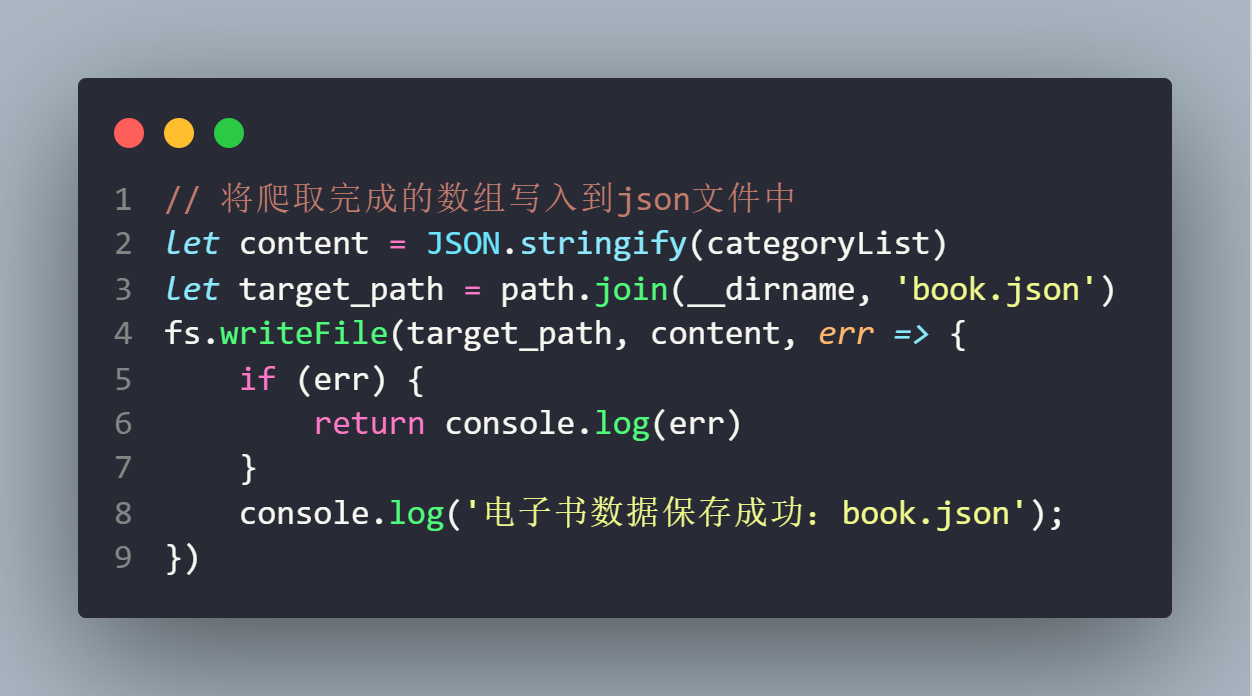 1 // 将爬取完成的数组写入到json文件中
2 let content = JSON.stringify(categoryList)
3 let target_path = path.join(__dirname, 'book.json')
4 fs.writeFile(target_path, content, err => {
5     if (err) {
6         return console.log(err)
7     }
8     console.log('电子书数据保存成功：book.json');
9 })